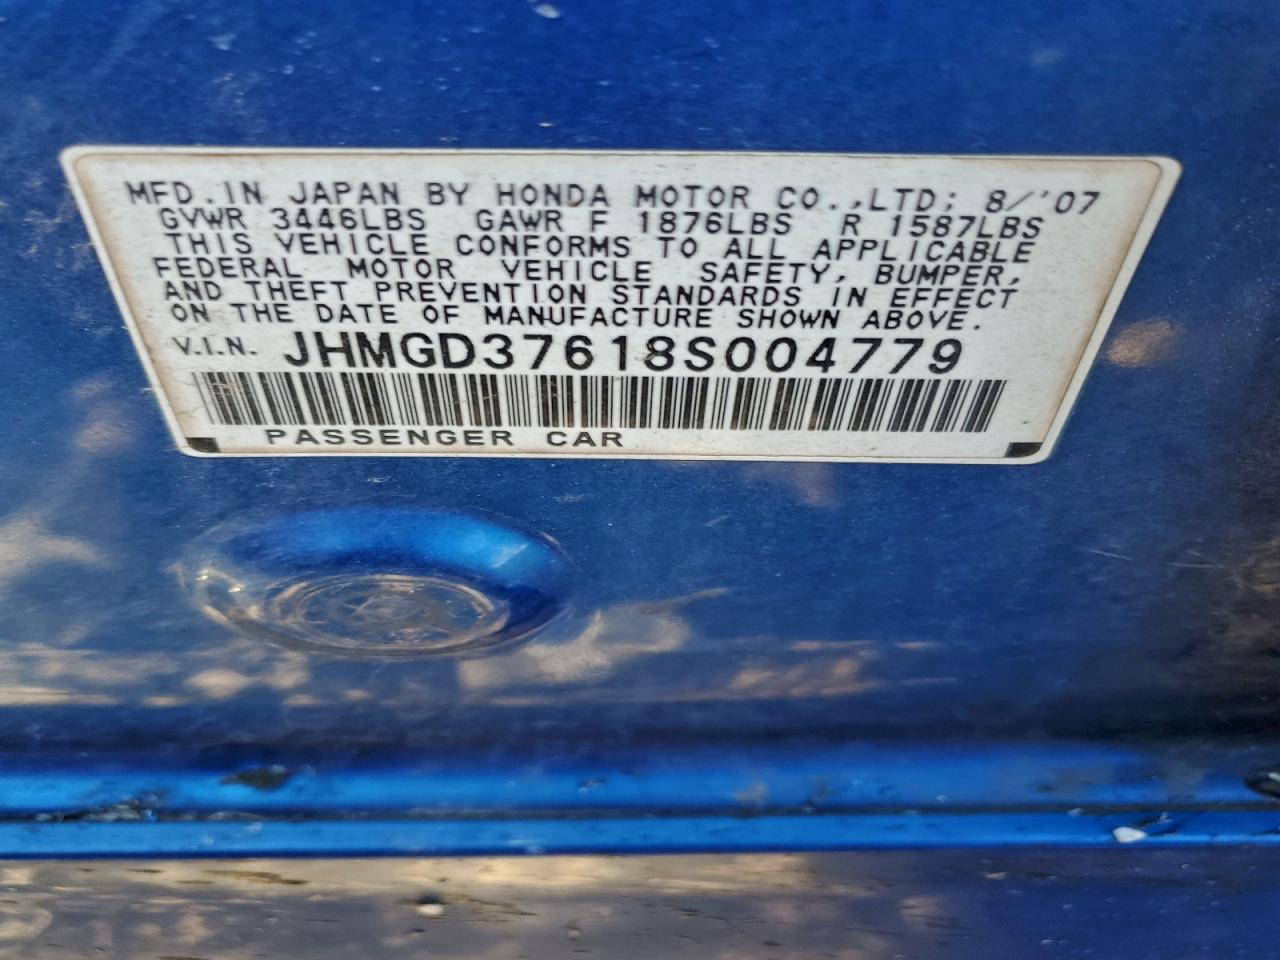 MFD. IN JAPAN BY HONDA MOTOR CO., LTD; 8/'07
GVWR 3446LBS GAWR F 1876LBS R 1587LBS
THIS VEHICLE CONFORMS TO ALL APPLICABLE
FEDERAL MOTOR VEHICLE SAFETY, BUMPER,
AND THEFT PREVENTION STANDARDS IN EFFECT
ON THE DATE OF MANUFACTURE SHOWN ABOVE.
V.I.N. JHMGD37618S004779
PASSENGER CAR